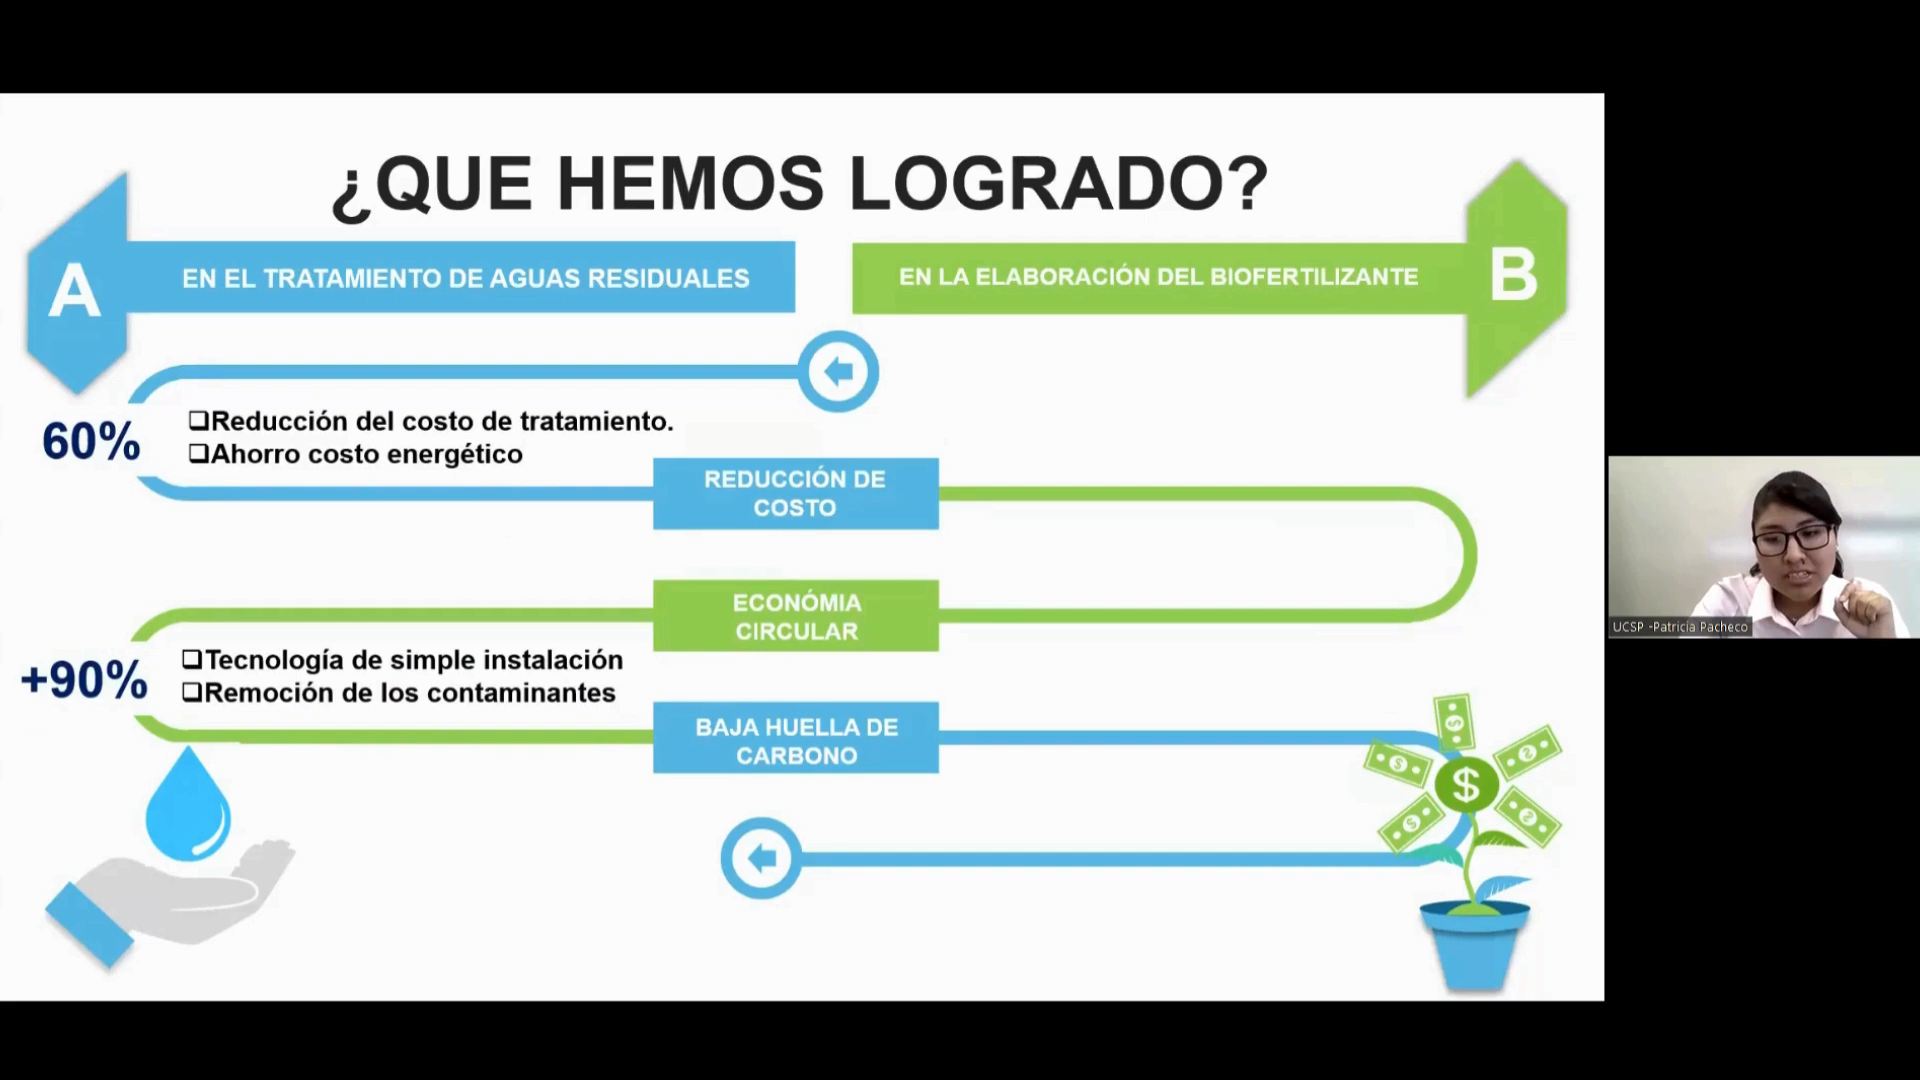 ¿QUE HEMOS LOGRADO?
A
EN EL TRATAMIENTO DE AGUAS RESIDUALES
EN LA ELABORACIÓN DEL BIOFERTILIZANTE
B
60%
❑Reducción del costo de tratamiento.
❑Ahorro costo energético
REDUCCIÓN DE
COSTO
ECONÓMIA
CIRCULAR
+90%
❑Tecnología de simple instalación
❑Remoción de los contaminantes
BAJA HUELLA DE
CARBONO
$
$
$
$
$
$
UCSP -Patricia Pacheco